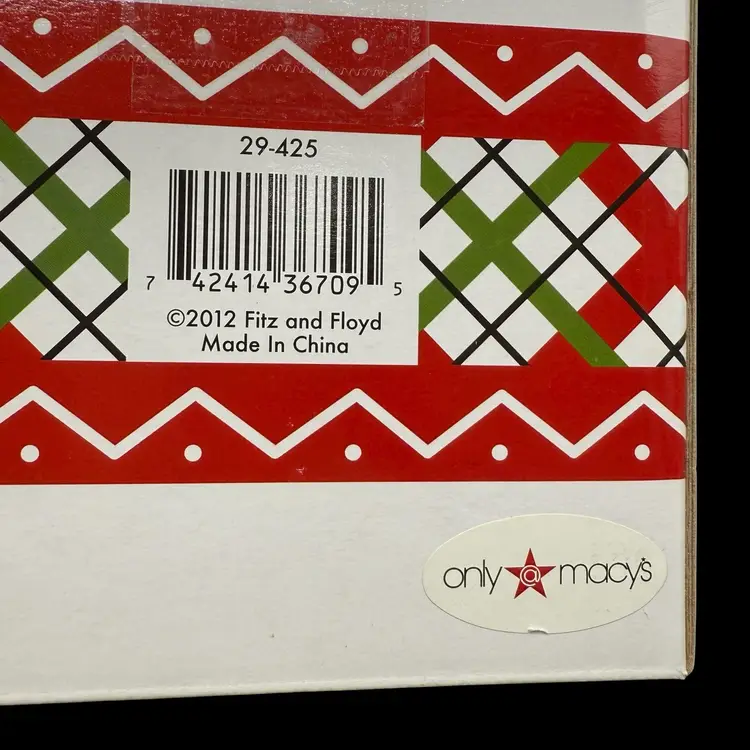 29-425
7 42414 36709 5
©2012 Fitz and Floyd
Made In China
only @ macy's